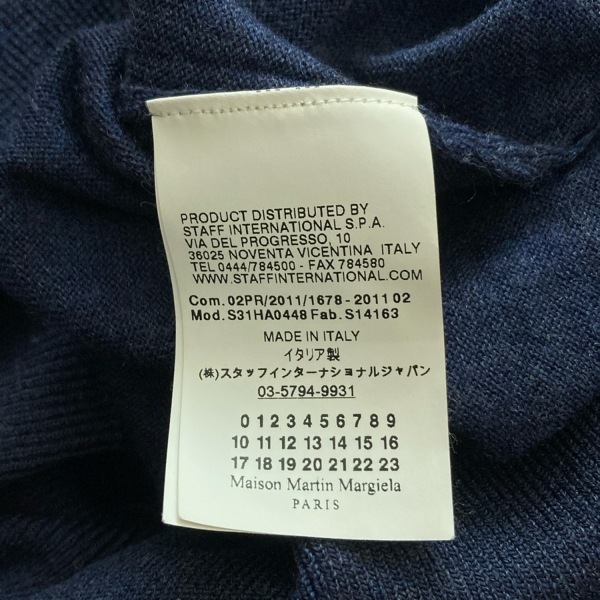 PRODUCT DISTRIBUTED BY
STAFF INTERNATIONAL S.P.A.
VIA DEL PROGRESSO, 10
36025 NOVENTA VICENTINA ITALY
TEL 0444/784500 - FAX 784580
WWW.STAFFINTERNATIONAL.COM
Com. 02PR/2011/1678 - 2011 02
Mod. S31HA0448 Fab. S14163
MADE IN ITALY
イタリア製
(株)スタッフインターナショナルジャパン
03-5794-9931
0 1 2 3 4 5 6 7 8 9
10 11 12 13 14 15 16
17 18 19 20 21 22 23
Maison Martin Margiela
PARIS